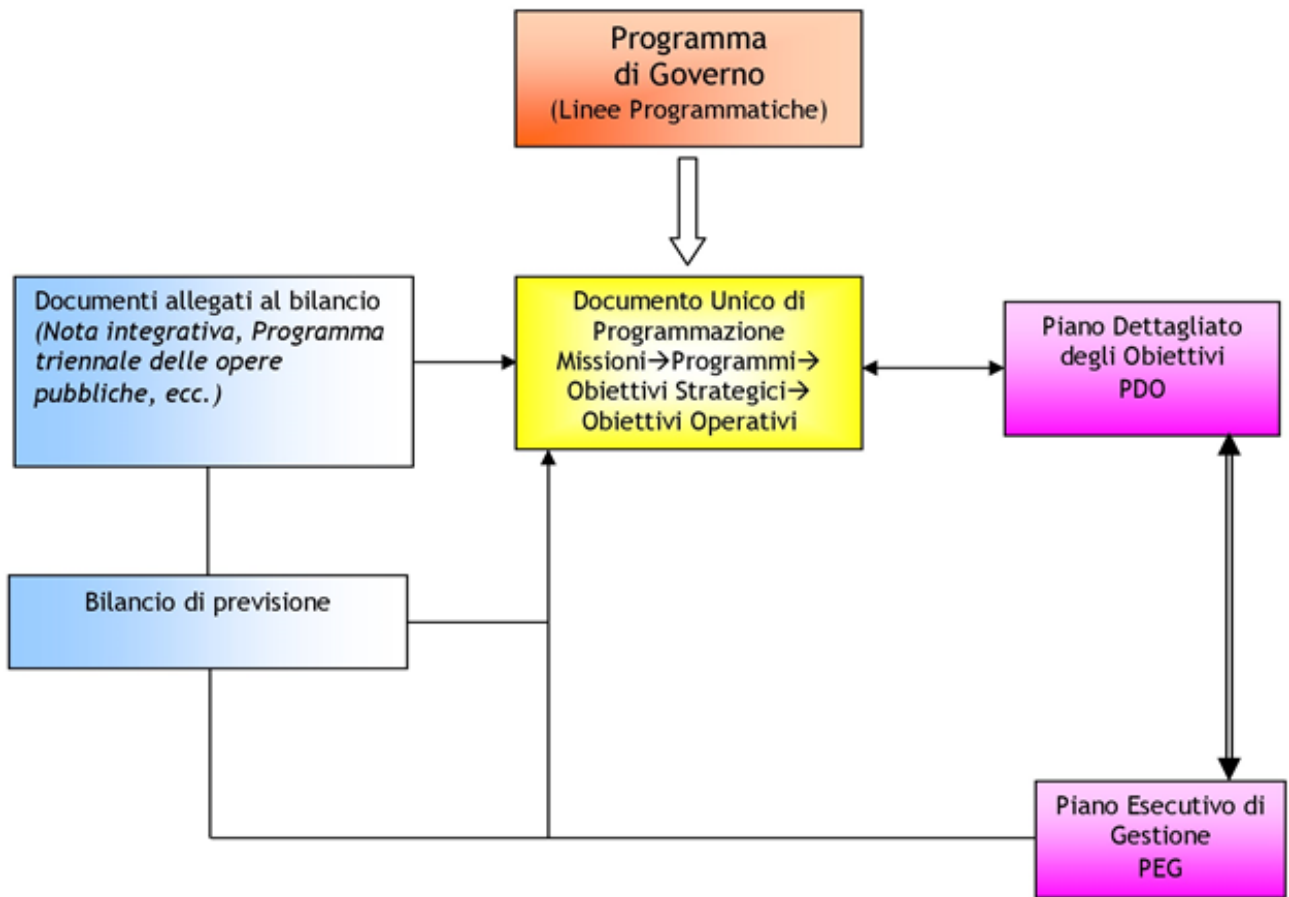 Programma
di Governo
(Linee Programmatiche)
Documenti allegati al bilancio
(Nota integrativa, Programma
triennale delle opere
pubbliche, ecc.)
Documento Unico di
Programmazione
Missioni→Programmi→
Obiettivi Strategici→
Obiettivi Operativi
Piano Dettagliato
degli Obiettivi
PDO
Bilancio di previsione
Piano Esecutivo di
Gestione
PEG